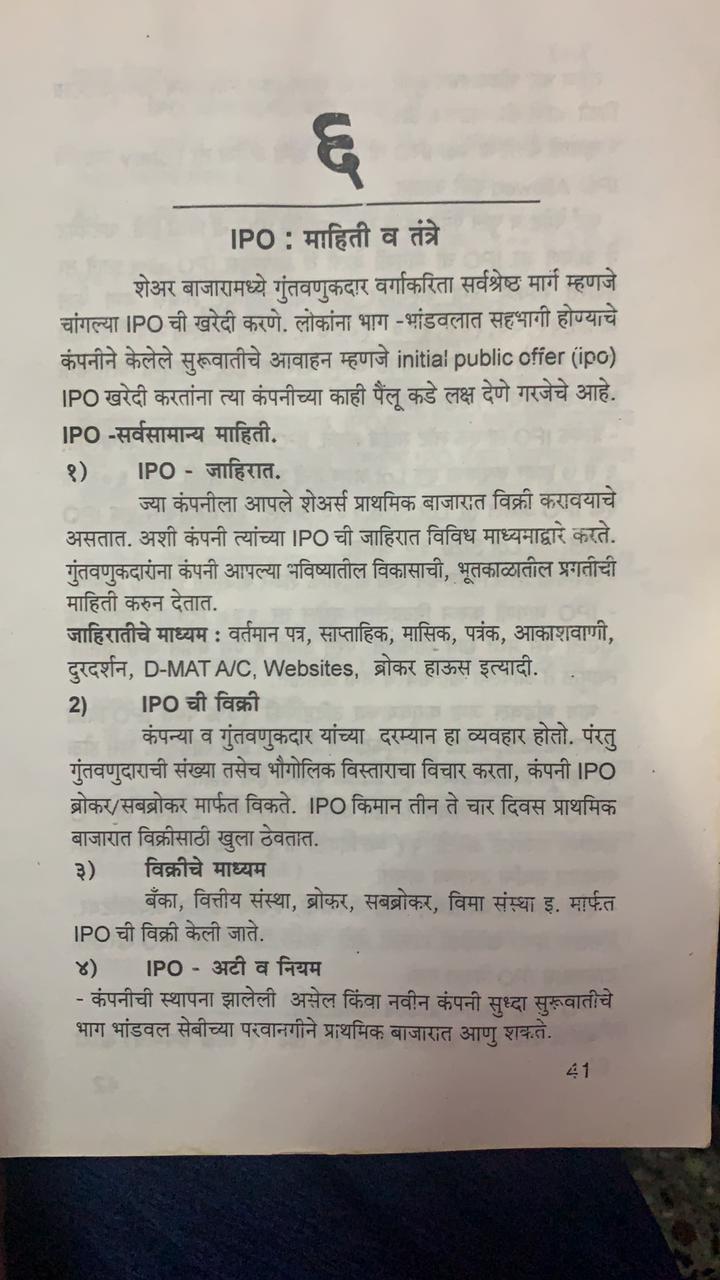 ६
IPO : माहिती व तंत्रे
शेअर बाजारामध्ये गुंतवणुकदार वर्गाकरिता सर्वश्रेष्ठ मार्ग म्हणजे
चांगल्या IPO ची खरेदी करणे. लोकांना भाग -भांडवलात सहभागी होण्याचे
कंपनीने केलेले सुरूवातीचे आवाहन म्हणजे initial public offer (ipo)
IPO खरेदी करतांना त्या कंपनीच्या काही पैंलू कडे लक्ष देणे गरजेचे आहे.
IPO -सर्वसामान्य माहिती.
१) IPO - जाहिरात.
ज्या कंपनीला आपले शेअर्स प्राथमिक बाजारात विक्री करावयाचे
असतात. अशी कंपनी त्यांच्या IPO ची जाहिरात विविध माध्यमाद्वारे करते.
गुंतवणुकदारांना कंपनी आपल्या भविष्यातील विकासाची, भूतकाळातील प्रगतीची
माहिती करुन देतात.
जाहिरातीचे माध्यम : वर्तमान पत्र, साप्ताहिक, मासिक, पत्रंक, आकाशवाणी,
दुरदर्शन, D-MAT A/C, Websites, ब्रोकर हाऊस इत्यादी.
2) IPO ची विक्री
कंपन्या व गुंतवणुकदार यांच्या दरम्यान हा व्यवहार होतो. पंरतु
गुंतवणुदाराची संख्या तसेच भौगोलिक विस्ताराचा विचार करता, कंपनी IPO
ब्रोकर/सबब्रोकर मार्फत विकते. IPO किमान तीन ते चार दिवस प्राथमिक
बाजारात विक्रीसाठी खुला ठेवतात.
३) विक्रीचे माध्यम
बँका, वित्तीय संस्था, ब्रोकर, सबब्रोकर, विमा संस्था इ. मार्फत
IPO ची विक्री केली जाते.
४) IPO - अटी व नियम
- कंपनीची स्थापना झालेली असेल किंवा नवीन कंपनी सुध्दा सुरूवातीचे
भाग भांडवल सेबीच्या परवानगीने प्राथमिक बाजारात आणु शकते.
41